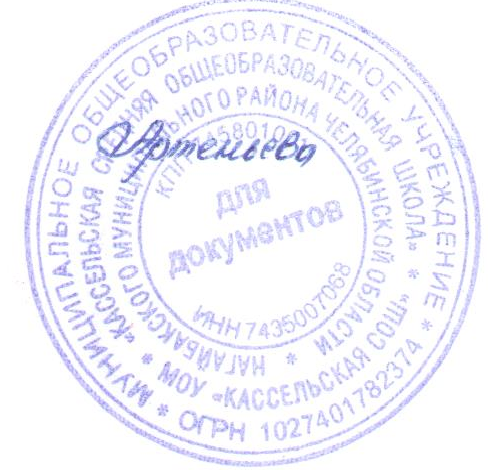 МУНИЦИПАЛЬНОЕ ОБЩЕОБРАЗОВАТЕЛЬНОЕ УЧРЕЖДЕНИЕ *
* ОГРН 1027401782374 *
"КАССЕЛЬСКАЯ СРЕДНЯЯ ОБЩЕОБРАЗОВАТЕЛЬНАЯ ШКОЛА" *
* МОУ "КАССЕЛЬСКАЯ СОШ"
НАГАЙБАКСКОГО МУНИЦИПАЛЬНОГО РАЙОНА ЧЕЛЯБИНСКОЙ ОБЛАСТИ *
КПП
ИНН 7435007068
для
документов
Артемьева